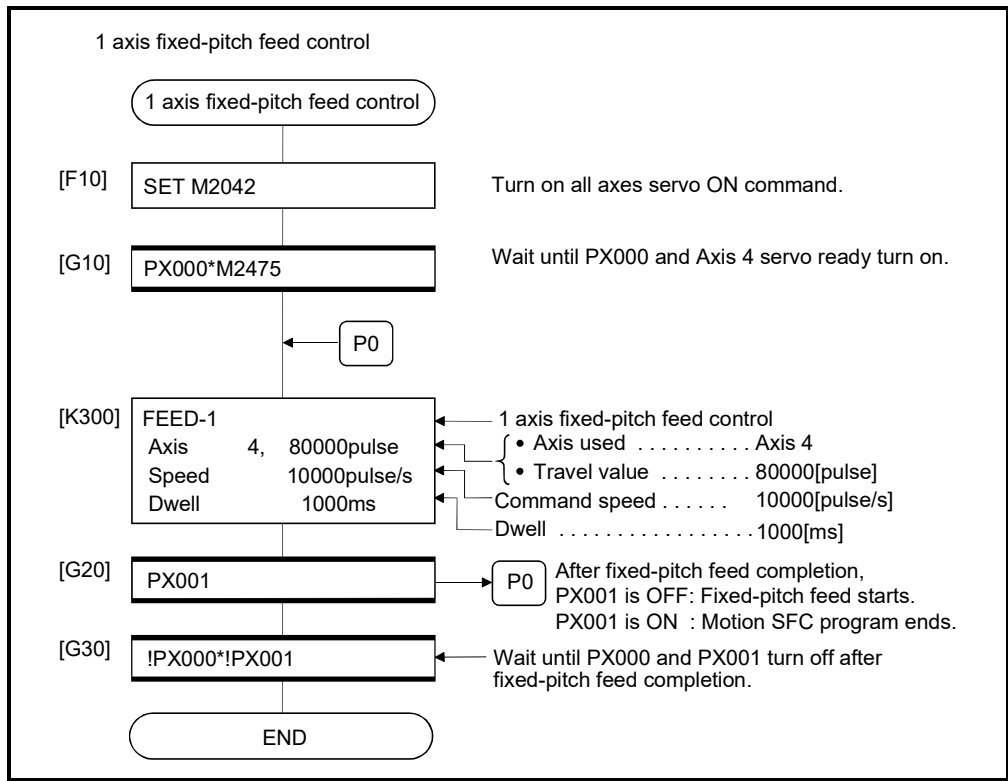 1 axis fixed-pitch feed control
1 axis fixed-pitch feed control
[F10] SET M2042 Turn on all axes servo ON command.
[G10] PX000*M2475 Wait until PX000 and Axis 4 servo ready turn on.
P0
[K300] FEED-1 1 axis fixed-pitch feed control
Axis 4, 80000pulse • Axis used . . . . . . . . . . Axis 4
• Travel value . . . . . . . . 80000[pulse]
Speed 10000pulse/s Command speed . . . . . . 10000[pulse/s]
Dwell 1000ms Dwell . . . . . . . . . . . . . . . . . 1000[ms]
[G20] PX001 P0 After fixed-pitch feed completion,
PX001 is OFF: Fixed-pitch feed starts.
PX001 is ON : Motion SFC program ends.
[G30] !PX000*!PX001 Wait until PX000 and PX001 turn off after
fixed-pitch feed completion.
END